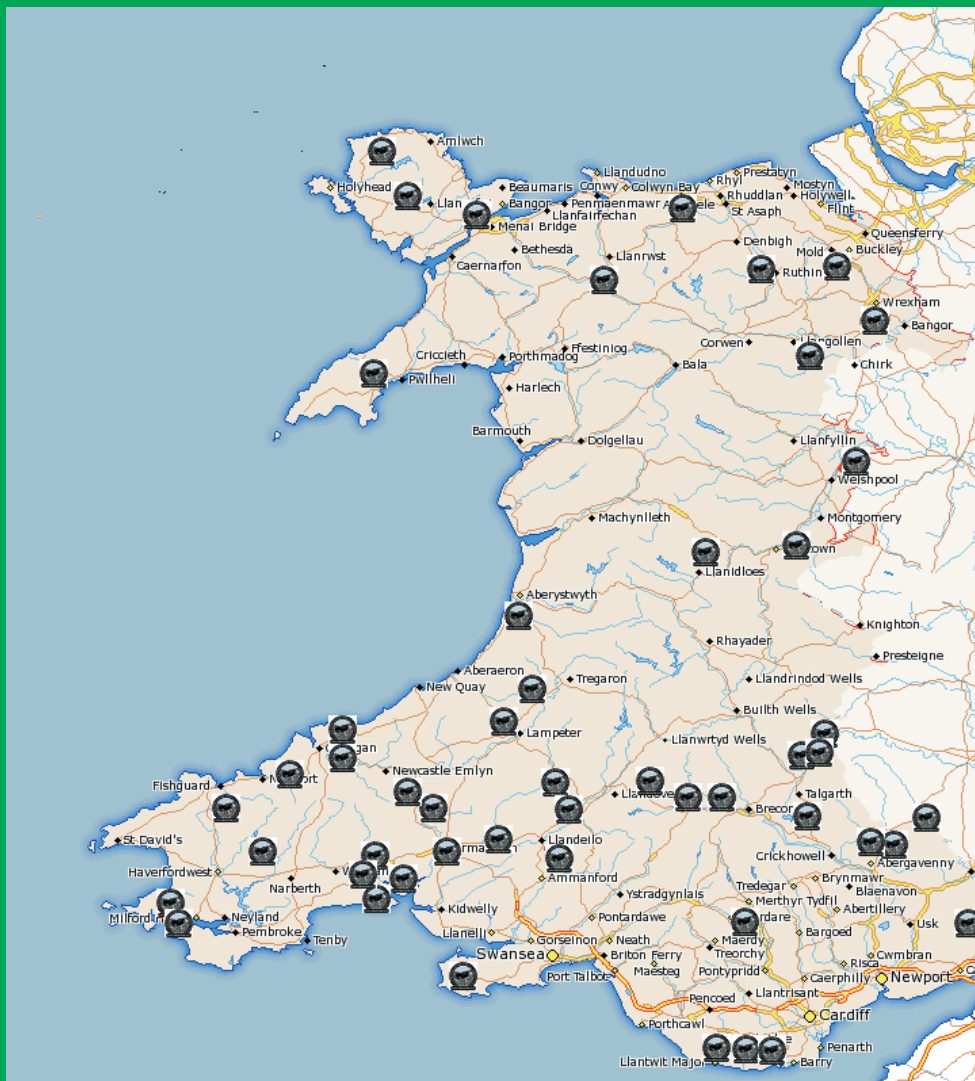 Amlwch
Llandudno
Prestatyn
Holyhead
Beaumaris
Conwy
Colwyn Bay
Rhyl
Mostyn
Bangor
Penmaenmawr
Rhuddlan
Holywell
Llanfairfechan
St Asaph
Flint
Menai Bridge
Queensferry
Bethesda
Denbigh
Mold
Buckley
Caernarfon
Llanrwst
Ruthin
Wrexham
Bangor
Criccieth
Porthmadog
Ffestiniog
Corwen
Bala
Chirk
Pwllheli
Harlech
Barmouth
Dolgellau
Llanfyllin
Welshpool
Machynlleth
Montgomery
Llanidloes
Aberystwyth
Knighton
Rhayader
Presteigne
Aberaeron
New Quay
Tregaron
Llandrindod Wells
Builth Wells
Lampeter
Llanwrtyd Wells
Newcastle Emlyn
Fishguard
Talgarth
St David's
Llandeilo
Crickhowell
Abergavenny
Haverfordwest
Narberth
Ammanford
Brynmawr
Tredegar
Blaenavon
Ystradgynlais
Merthyr Tydfil
Kidwelly
Abertillery
Neyland
Pontardawe
Usk
Pembroke
Llanelli
Bargoed
Tenby
Gorseinon
Neath
Maerdy
Swansea
Briton Ferry
Treorchy
Cwmbran
Risca
Port Talbot
Maesteg
Pontypridd
Caerphilly
Newport
Llantrisant
Pencoed
Cardiff
Porthcawl
Penarth
Llantwit Major
Barry